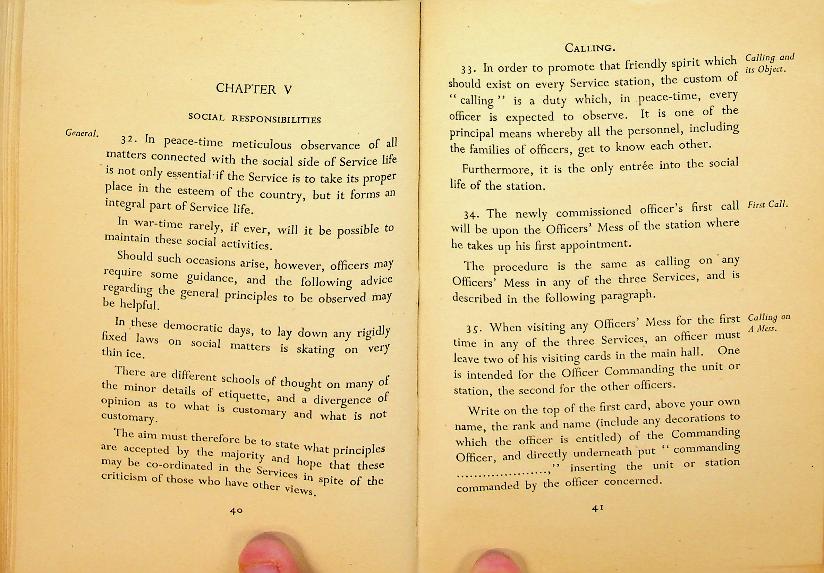 CHAPTER V
SOCIAL RESPONSIBILITIES
General.
32. In peace-time meticulous observance of all
matters connected with the social side of Service life
is not only essential if the Service is to take its proper
place in the esteem of the country, but it forms an
integral part of Service life.
In war-time rarely, if ever, will it be possible to
maintain these social activities.
Should such occasions arise, however, officers may
require some guidance, and the following advice
regarding the general principles to be observed may
be helpful.
In these democratic days, to lay down any rigidly
fixed laws on social matters is skating on very
thin ice.
There are different schools of thought on many of
the minor details of etiquette, and a divergence of
opinion as to what is customary and what is not
customary.
The aim must therefore be to state what principles
are accepted by the majority and hope that these
may be co-ordinated in the Services in spite of the
criticism of those who have other views.
40
CALLING.
Calling and
its Object.
33. In order to promote that friendly spirit which
should exist on every Service station, the custom of
“ calling ” is a duty which, in peace-time, every
officer is expected to observe. It is one of the
principal means whereby all the personnel, including
the families of officers, get to know each other.
Furthermore, it is the only entrée into the social
life of the station.
First Call.
34. The newly commissioned officer's first call
will be upon the Officers' Mess of the station where
he takes up his first appointment.
The procedure is the same as calling on any
Officers' Mess in any of the three Services, and is
described in the following paragraph.
Calling on
A Mess.
35. When visiting any Officers' Mess for the first
time in any of the three Services, an officer must
leave two of his visiting cards in the main hall. One
is intended for the Officer Commanding the unit or
station, the second for the other officers.
Write on the top of the first card, above your own
name, the rank and name (include any decorations to
which the officer is entitled) of the Commanding
Officer, and directly underneath put “ commanding
....................,” inserting the unit or station
commanded by the officer concerned.
41